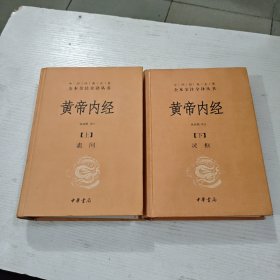 中华经典名著
全本全注全译丛书
黄帝内经
【上】
素问
中华书局
中华经典名著
全本全注全译丛书
黄帝内经
【下】
灵枢
中华书局